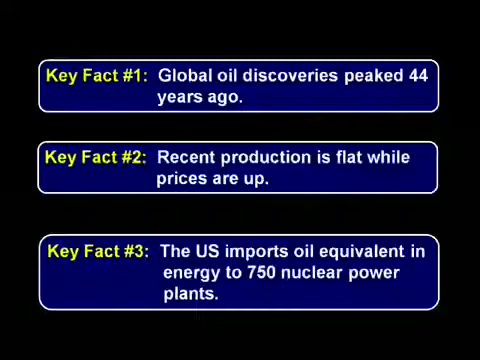 Key Fact #1: Global oil discoveries peaked 44
years ago.
Key Fact #2: Recent production is flat while
prices are up.
Key Fact #3: The US imports oil equivalent in
energy to 750 nuclear power
plants.